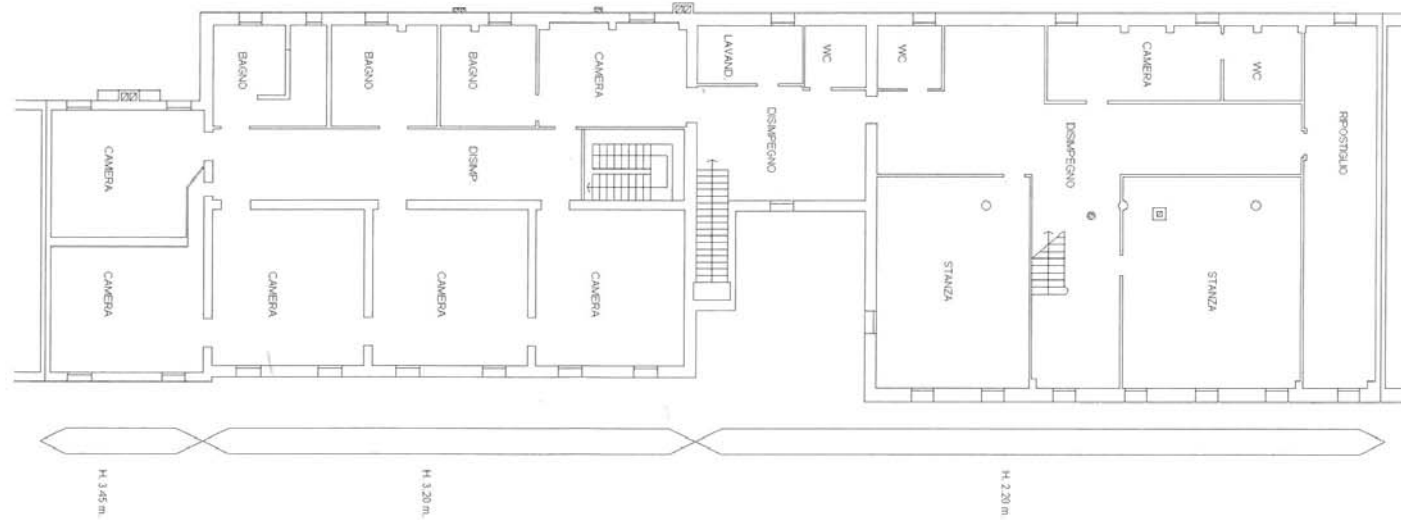 BAGNO
BAGNO
BAGNO
CAMERA
LAVAND.
WC
WC
CAMERA
WC
RIPOSTIGLIO
CAMERA
DISIMP
DISIMPEGNO
DISIMPEGNO
CAMERA
CAMERA
CAMERA
CAMERA
STANZA
STANZA
H. 3.45 m.
H. 3.20 m.
H. 2.20 m.